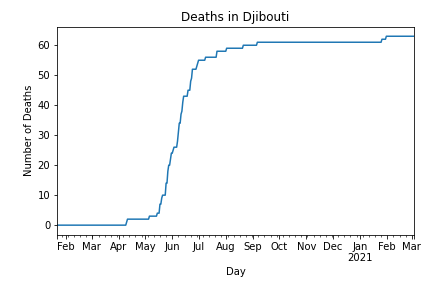 Deaths in Djibouti
Number of Deaths
60
50
40
30
20
10
0
Feb Mar Apr May Jun Jul Aug Sep Oct Nov Dec Jan Feb Mar
2021
Day